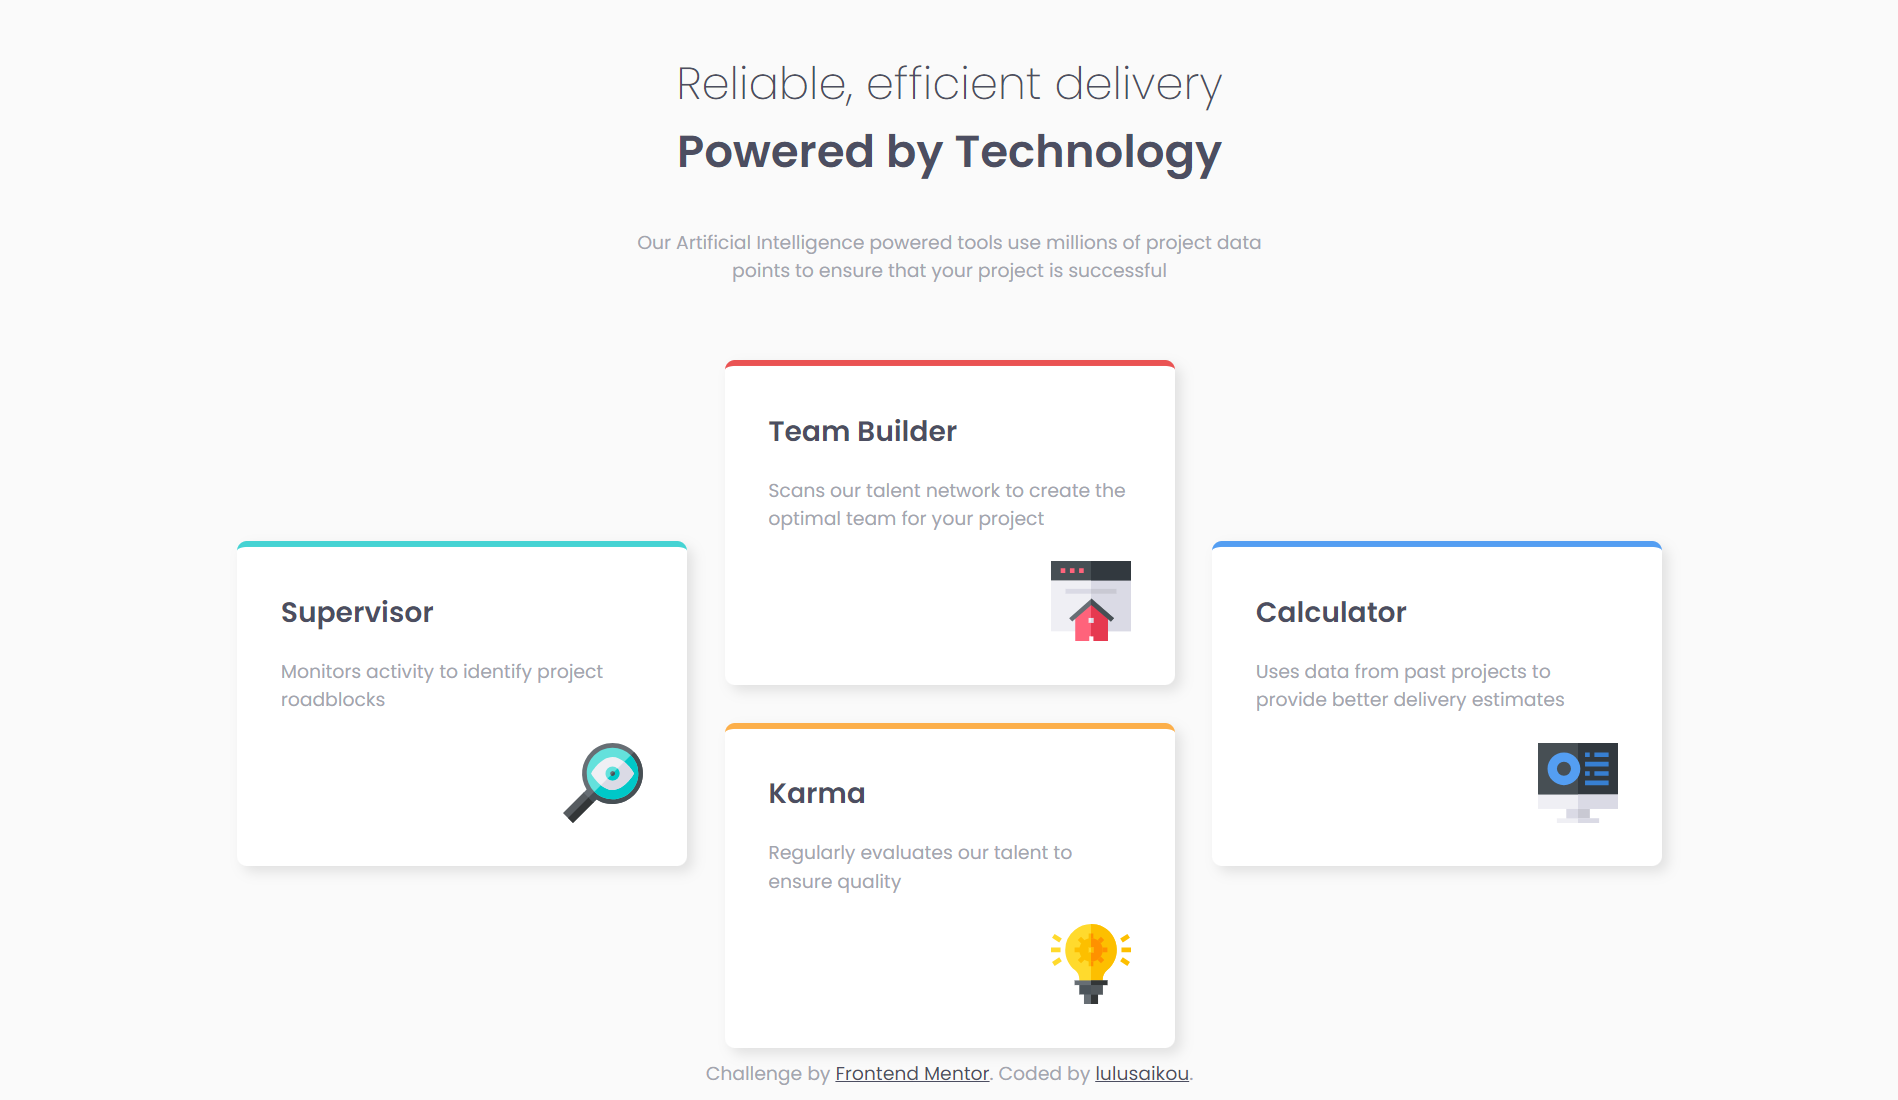 Reliable, efficient delivery
Powered by Technology
Our Artificial Intelligence powered tools use millions of project data
points to ensure that your project is successful
Supervisor
Monitors activity to identify project
roadblocks
Team Builder
Scans our talent network to create the
optimal team for your project
Karma
Regularly evaluates our talent to
ensure quality
Calculator
Uses data from past projects to
provide better delivery estimates
Challenge by Frontend Mentor. Coded by lulusaikou.